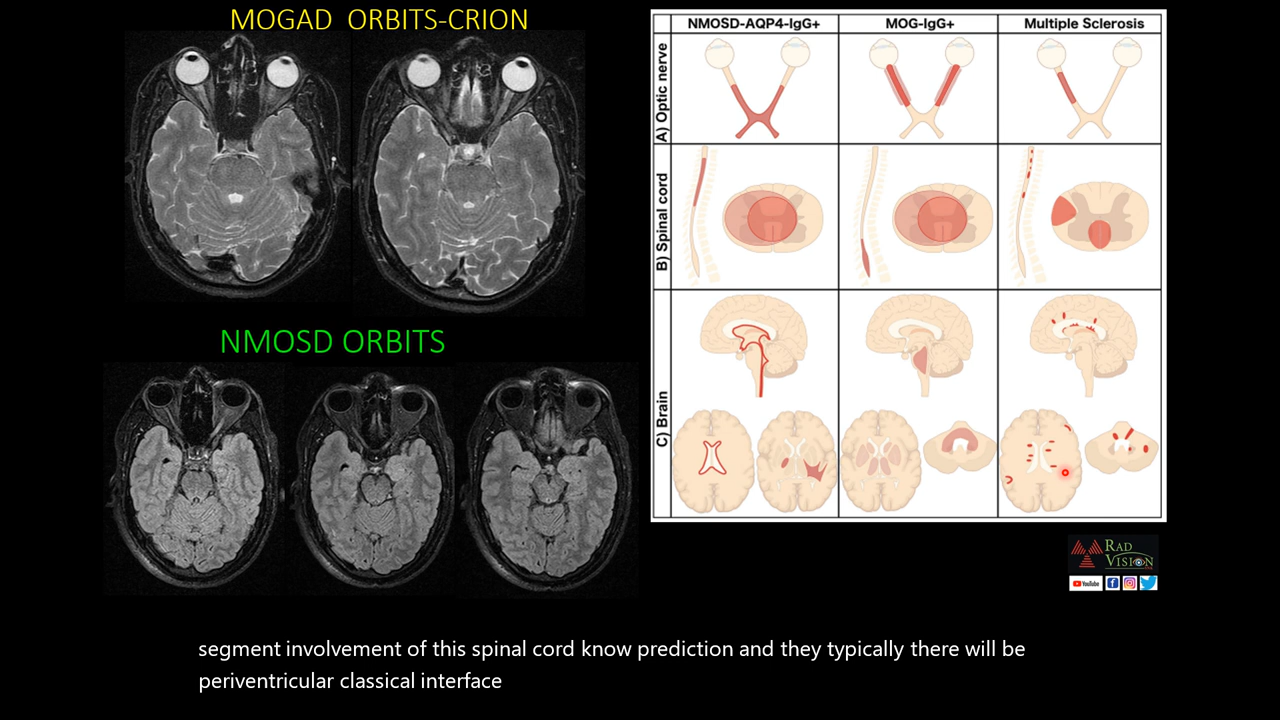 MOGAD ORBITS-CRION
NMOSD ORBITS
NMOSD-AQP4-IgG+
MOG-IgG+
Multiple Sclerosis
A) Optic nerve
B) Spinal cord
C) Brain
RAD
VISION
YouTube
segment involvement of this spinal cord know prediction and they typically there will be
periventricular classical interface